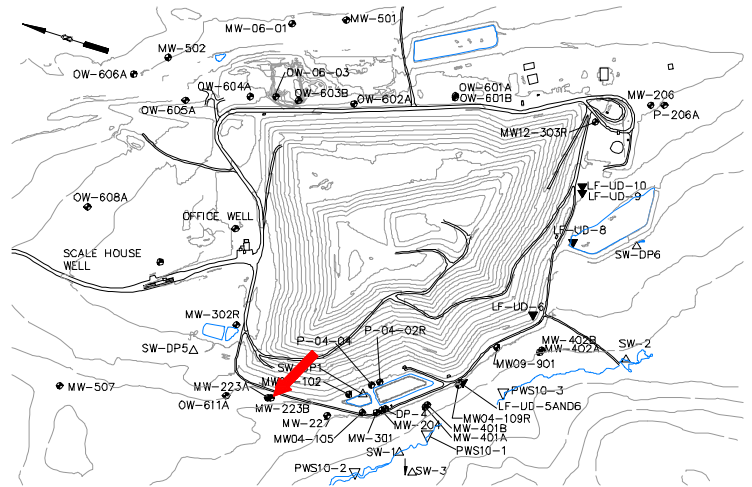 MW-06-01
MW-501
MW-502
OW-606A
OW-604A
OW-06-03
OW-603B
OW-602A
OW-601A
OW-601B
MW-206
P-206A
OW-605A
MW12-303R
LF-UD-10
LF-UD-9
OW-608A
OFFICE WELL
LF-UD-8
SW-DP6
SCALE HOUSE
WELL
LF-UD-6
MW-302R
P-04-04
P-04-02R
MW-402B
MW-402A
SW-2
SW-DP5
MW09-901
MW-507
MW-223A
102
PWS10-3
OW-611A
MW-223B
LF-UD-5AND6
MW-227
DP-4
MW-204
MW04-109R
MW04-105
MW-301
MW-401B
MW-401A
SW-1
PWS10-1
PWS10-2
SW-3